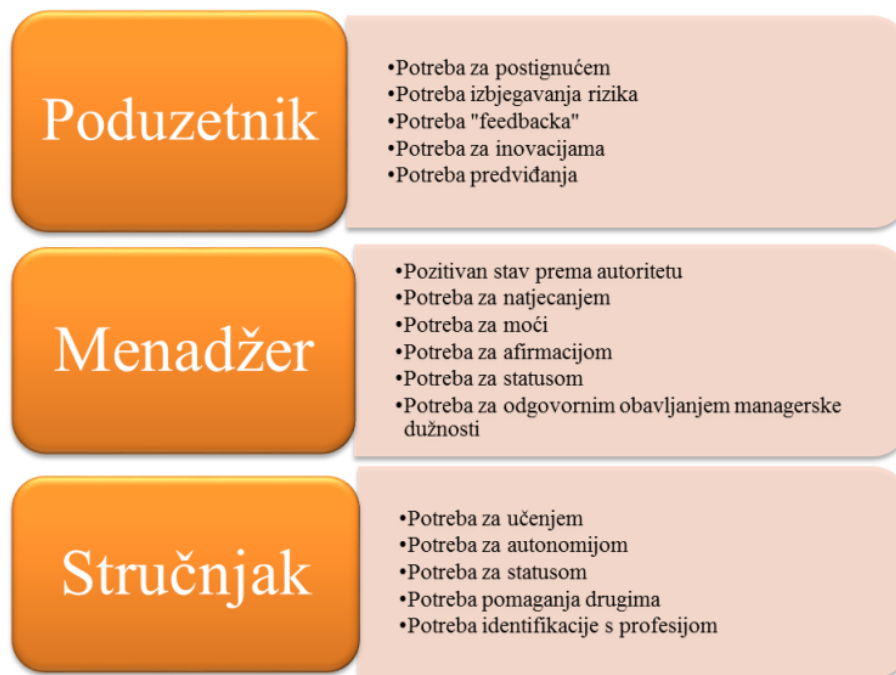 Poduzetnik
•Potreba za postignućem
•Potreba izbjegavanja rizika
•Potreba "feedbacka"
•Potreba za inovacijama
•Potreba predviđanja
Menadžer
•Pozitivan stav prema autoritetu
•Potreba za natjecanjem
•Potreba za moći
•Potreba za afirmacijom
•Potreba za statusom
•Potreba za odgovornim obavljanjem managerske
dužnosti
Stručnjak
•Potreba za učenjem
•Potreba za autonomijom
•Potreba za statusom
•Potreba pomaganja drugima
•Potreba identifikacije s profesijom